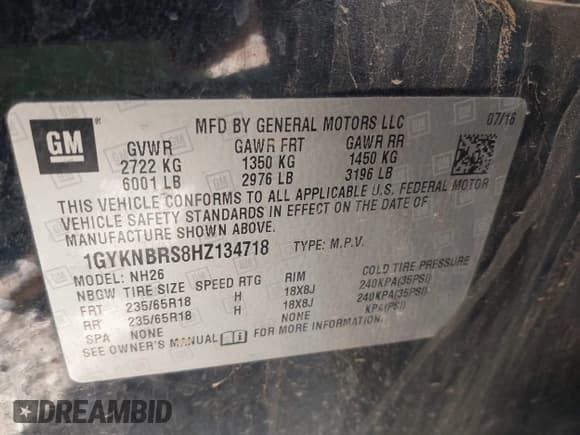 GM
MFD BY GENERAL MOTORS LLC 07/16
GVWR GAWR FRT GAWR RR
2722 KG 1350 KG 1450 KG
6001 LB 2976 LB 3196 LB
THIS VEHICLE CONFORMS TO ALL APPLICABLE U.S. FEDERAL MOTOR
VEHICLE SAFETY STANDARDS IN EFFECT ON THE DATE OF
MANUFACTURE SHOWN ABOVE.
1GYKNBRS8HZ134718 TYPE: M.P.V.
MODEL: NH26
NBGW TIRE SIZE SPEED RTG RIM COLD TIRE PRESSURE
FRT 235/65R18 H 18X8J 240KPA(35PSI)
RR 235/65R18 H 18X8J 240KPA(35PSI)
SPA NONE NONE KPA(PSI)
SEE OWNER'S MANUAL FOR MORE INFORMATION
DREAMBID